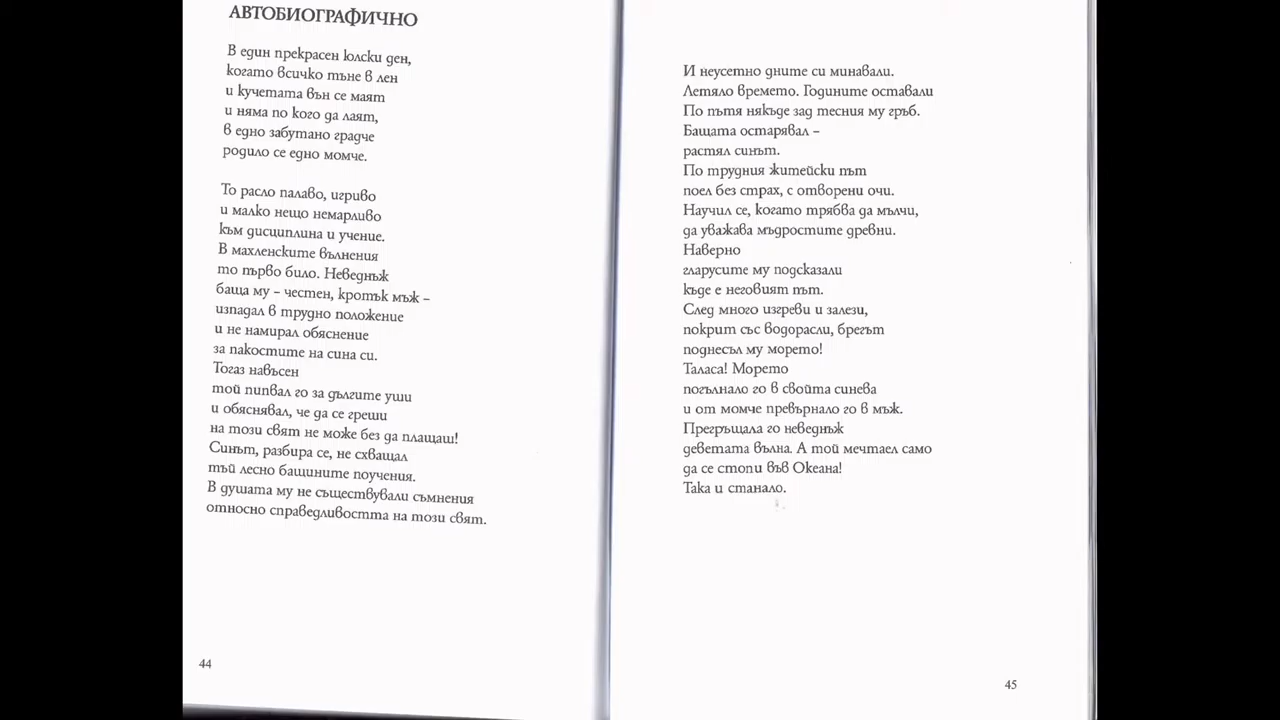 АВТОБИОГРАФИЧНО
В един прекрасен юлски ден,
когато всичко тъне в лен
и кучетата вън се маят
и няма по кого да лаят,
в едно забутано градче
родило се едно момче.
То расло палаво, игриво
и малко нещо немарливо
към дисциплина и учение.
В махленските вълнения
то първо било. Неведнъж
баща му – честен, кротък мъж –
изпадал в трудно положение
и не намирал обяснение
за пакостите на сина си.
Тогаз навъсен
той пипвал го за дългите уши
и обяснявал, че да се греши
на този свят не може без да плащаш!
Синът, разбира се, не схващал
тъй лесно бащините поучения.
В душата му не съществували съмнения
относно справедливостта на този свят.
44
И неусетно дните си минавали.
Летяло времето. Годините оставали
По пътя някъде зад тесния му гръб.
Бащата остарявал –
растял синът.
По трудния житейски път
поел без страх, с отворени очи.
Научил се, когато трябва да мълчи,
да уважава мъдростите древни.
Наверно
гларусите му подсказали
къде е неговият път.
След много изгреви и залези,
покрит със водорасли, брегът
поднесъл му морето!
Таласа! Морето
погълнало го в свойта синева
и от момче превърнало го в мъж.
Прегръщала го неведнъж
деветата вълна. А той мечтаел само
да се стопи във Океана!
Така и станало.
45